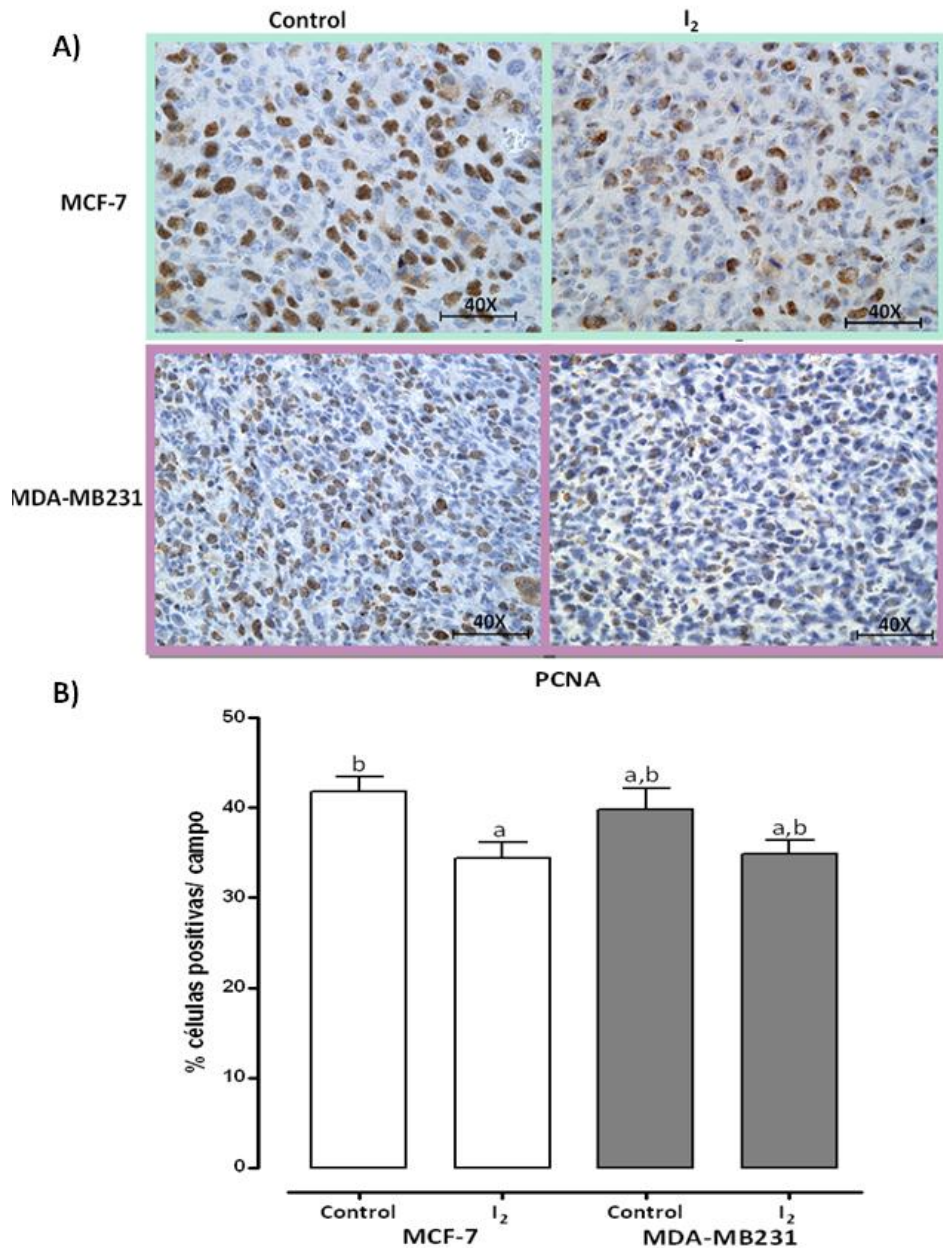 Control I₂
A)
MCF-7
40X 40X
MDA-MB231
40X 40X
PCNA
B)
% células positivas/ campo
50
40
30
20
10
0
b a a,b a,b
Control I₂ Control I₂
MCF-7 MDA-MB231